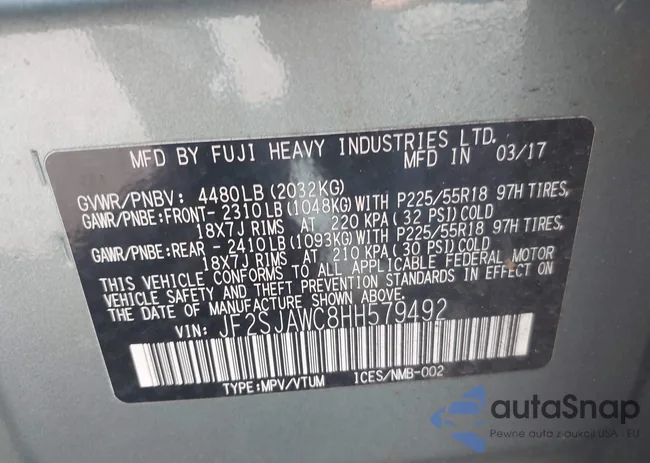 MFD BY FUJI HEAVY INDUSTRIES LTD.
MFD IN 03/17
GVWR/PNBV: 4480LB(2032KG)
GAWR/PNBE:FRONT- 2310LB(1048KG)WITH P225/55R18 97H TIRES,
18X7J RIMS AT 220 KPA(32 PSI)COLD
GAWR/PNBE:REAR - 2410LB(1093KG)WITH P225/55R18 97H TIRES,
18X7J RIMS AT 210 KPA(30 PSI)COLD
THIS VEHICLE CONFORMS TO ALL APPLICABLE FEDERAL MOTOR
VEHICLE SAFETY AND THEFT PREVENTION STANDARDS IN EFFECT ON
THE DATE OF MANUFACTURE SHOWN ABOVE.
VIN: JF2SJAWC8HH579492
TYPE:MPV/VTUM ICES/NMB-002
autaSnap
Pewne auta z aukcji USA - EU